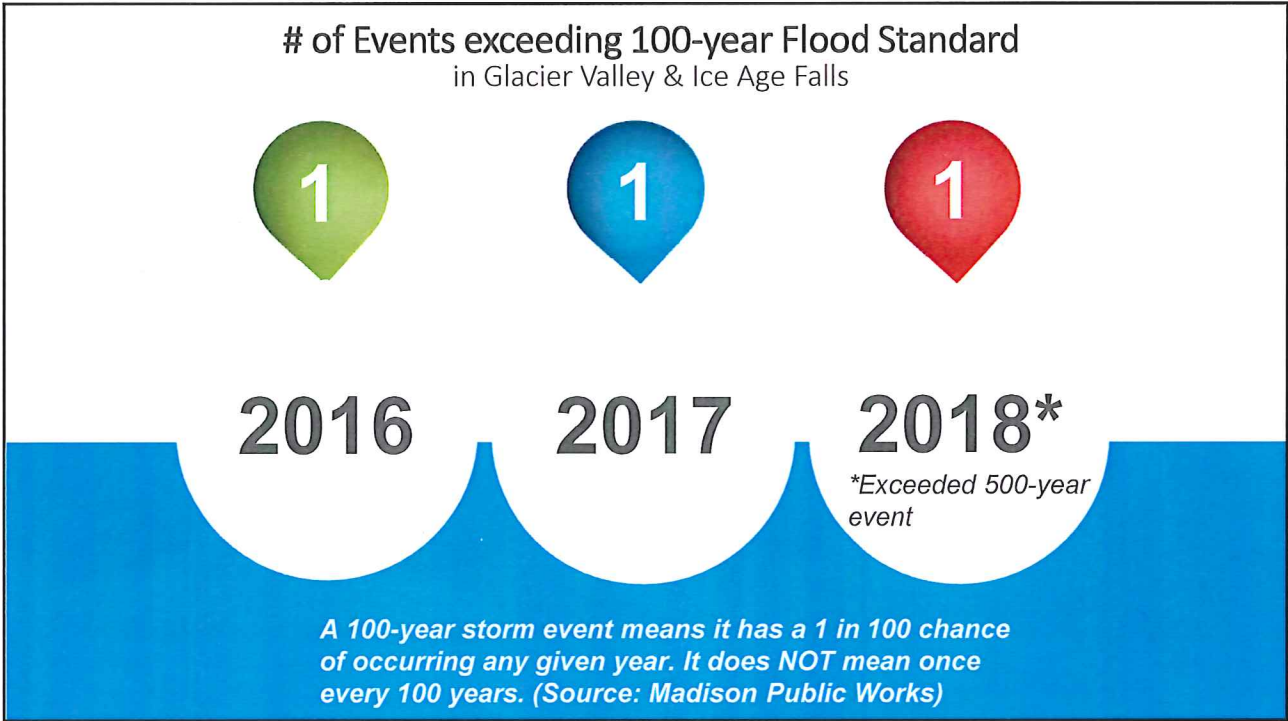 # of Events exceeding 100-year Flood Standard
in Glacier Valley & Ice Age Falls
1
1
1
2016
2017
2018*
*Exceeded 500-year
event
A 100-year storm event means it has a 1 in 100 chance
of occurring any given year. It does NOT mean once
every 100 years. (Source: Madison Public Works)